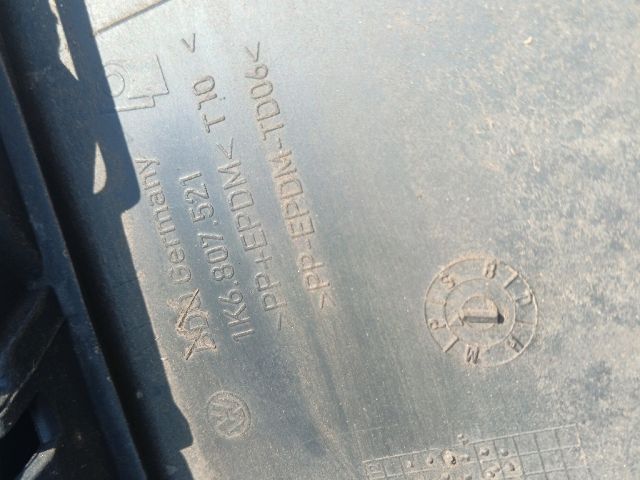 Germany
1K6.807.521
>PP+EPDM< T10 <
>PP-EPDM-TD06<